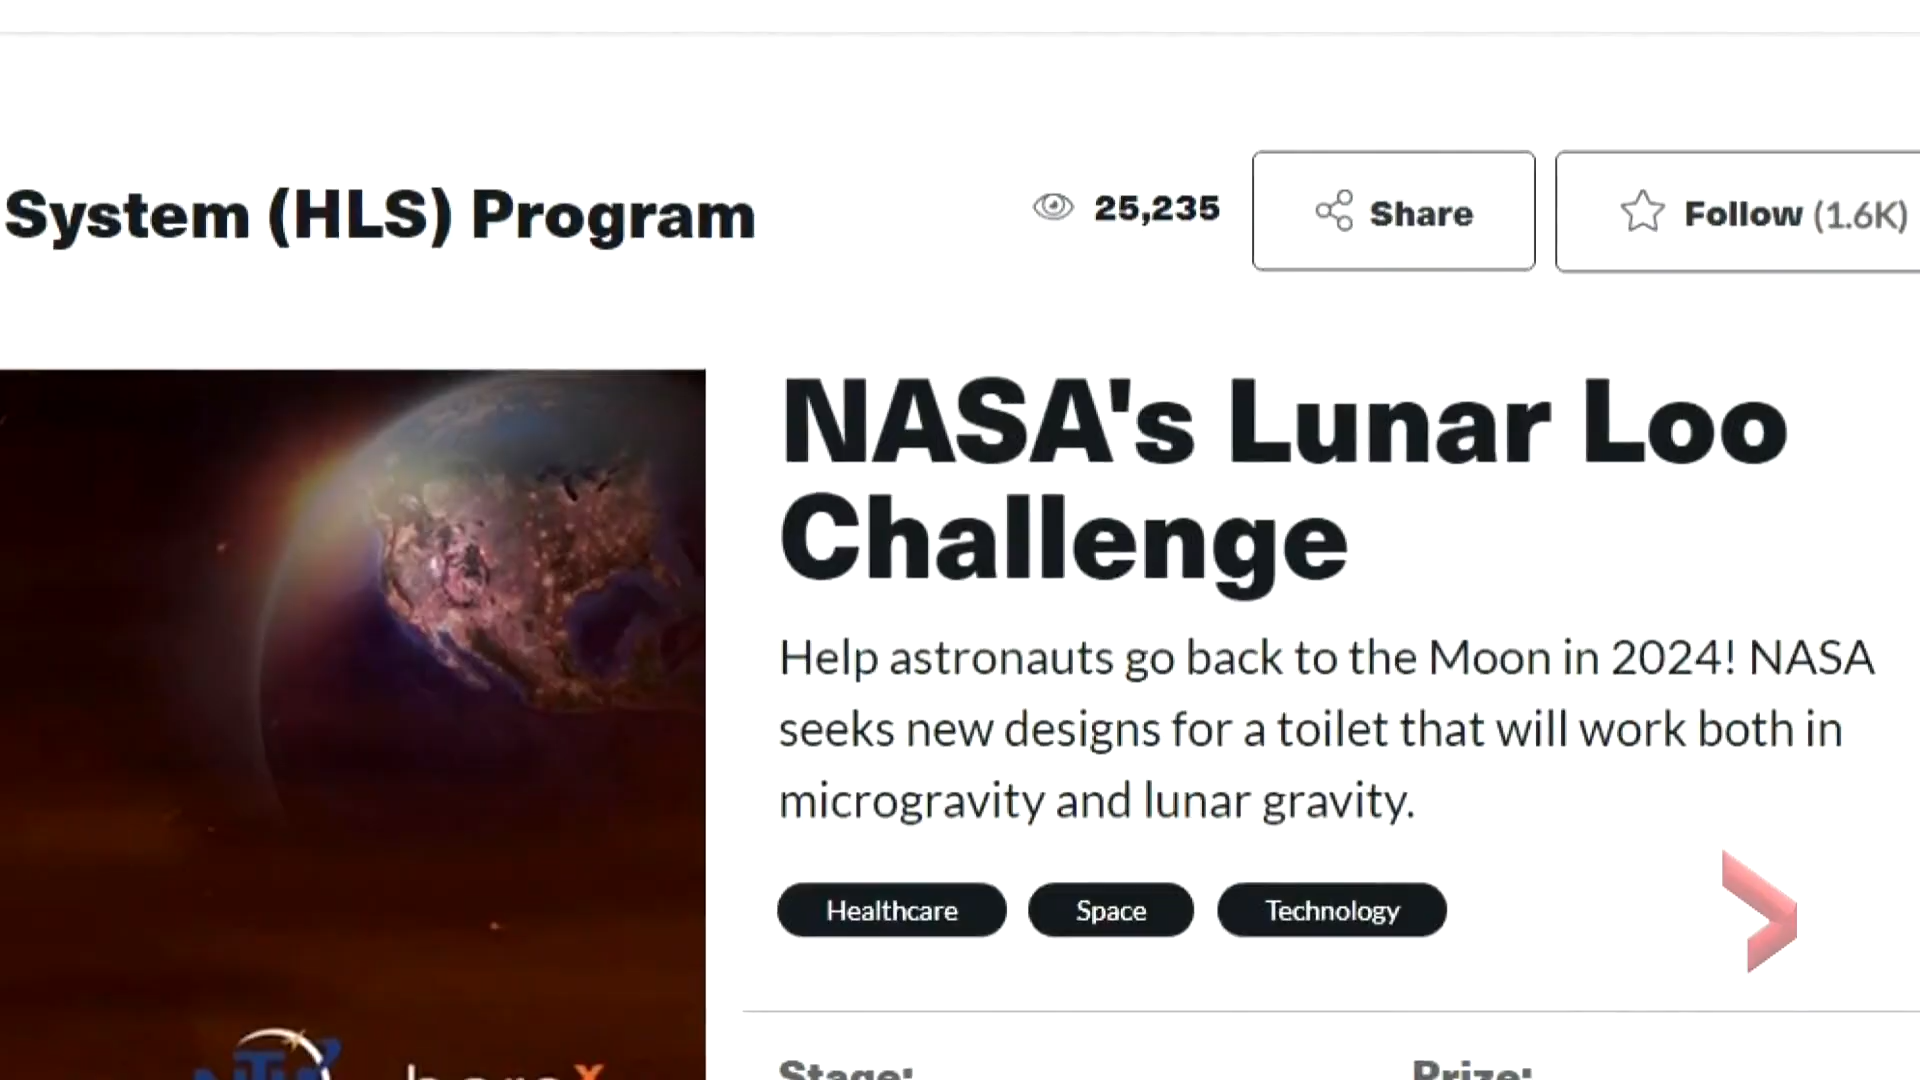 System (HLS) Program
25,235
Share
Follow (1.6K)
NASA's Lunar Loo
Challenge
Help astronauts go back to the Moon in 2024! NASA
seeks new designs for a toilet that will work both in
microgravity and lunar gravity.
Healthcare
Space
Technology
Stage:
Prize: